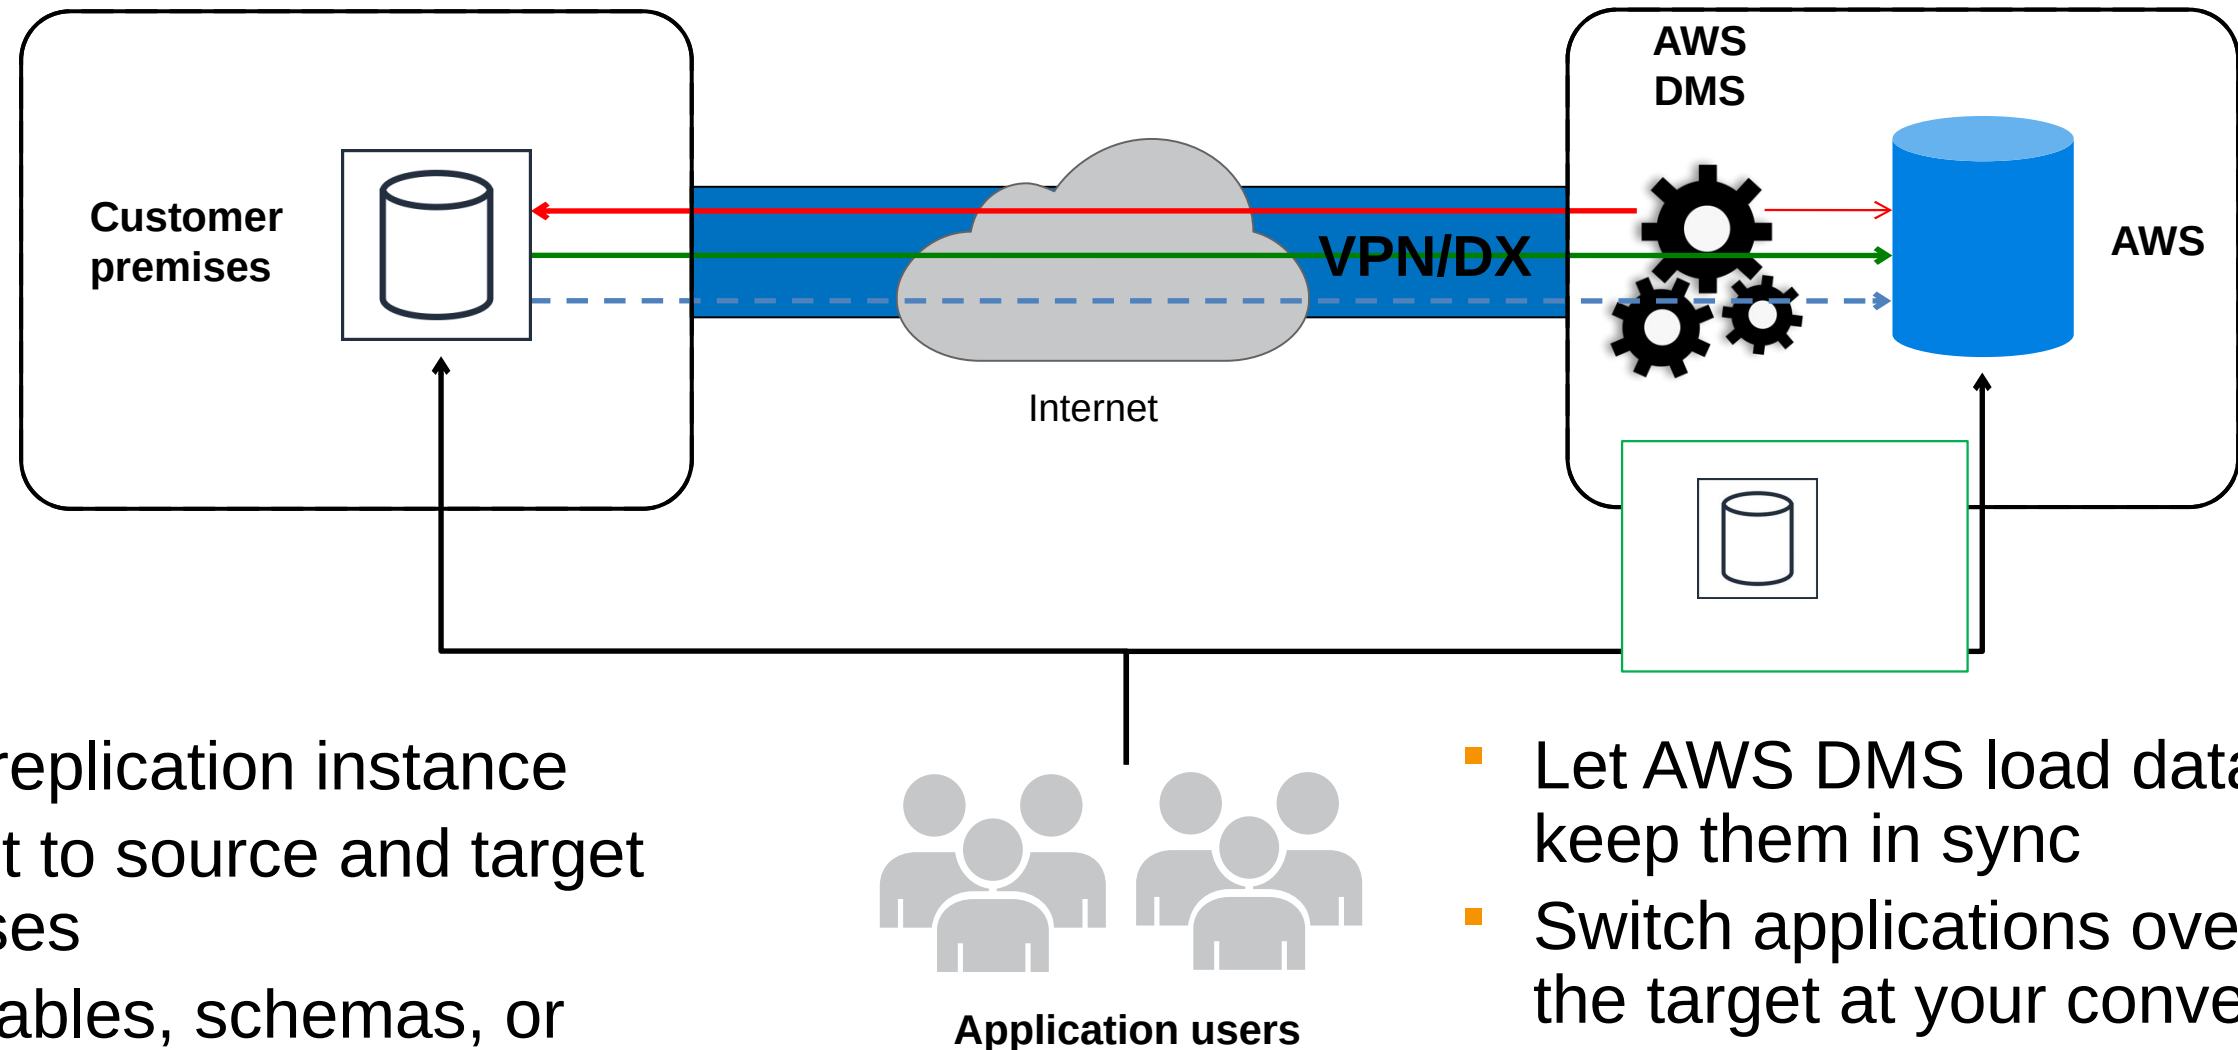 AWS
DMS
Customer
premises
VPN/DX
AWS
Internet
replication instance
t to source and target
ses
ables, schemas, or
Application users
Let AWS DMS load data
keep them in sync
Switch applications ove
the target at your conve